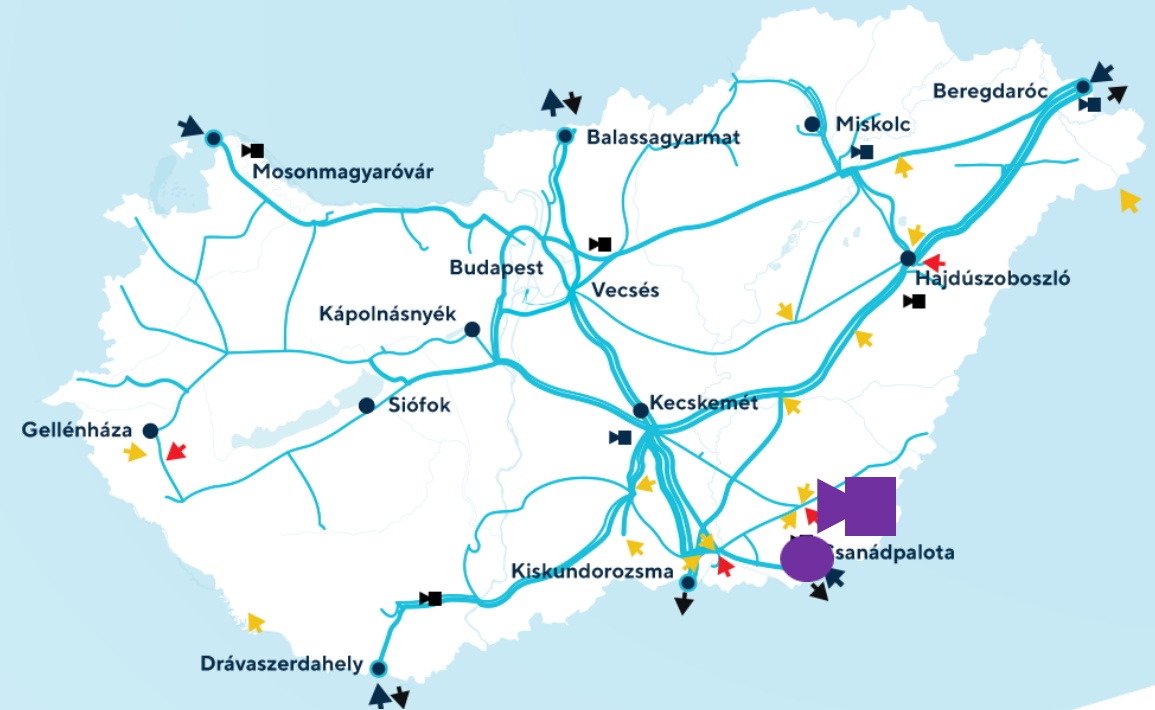 Beregdaróc
Miskolc
Balassagyarmat
Mosonmagyaróvár
Budapest
Hajdúszoboszló
Vecsés
Kápolnásnyék
Kecskemét
Siófok
Gellénháza
sanádpalota
Kiskundorozsma
Drávaszerdahely